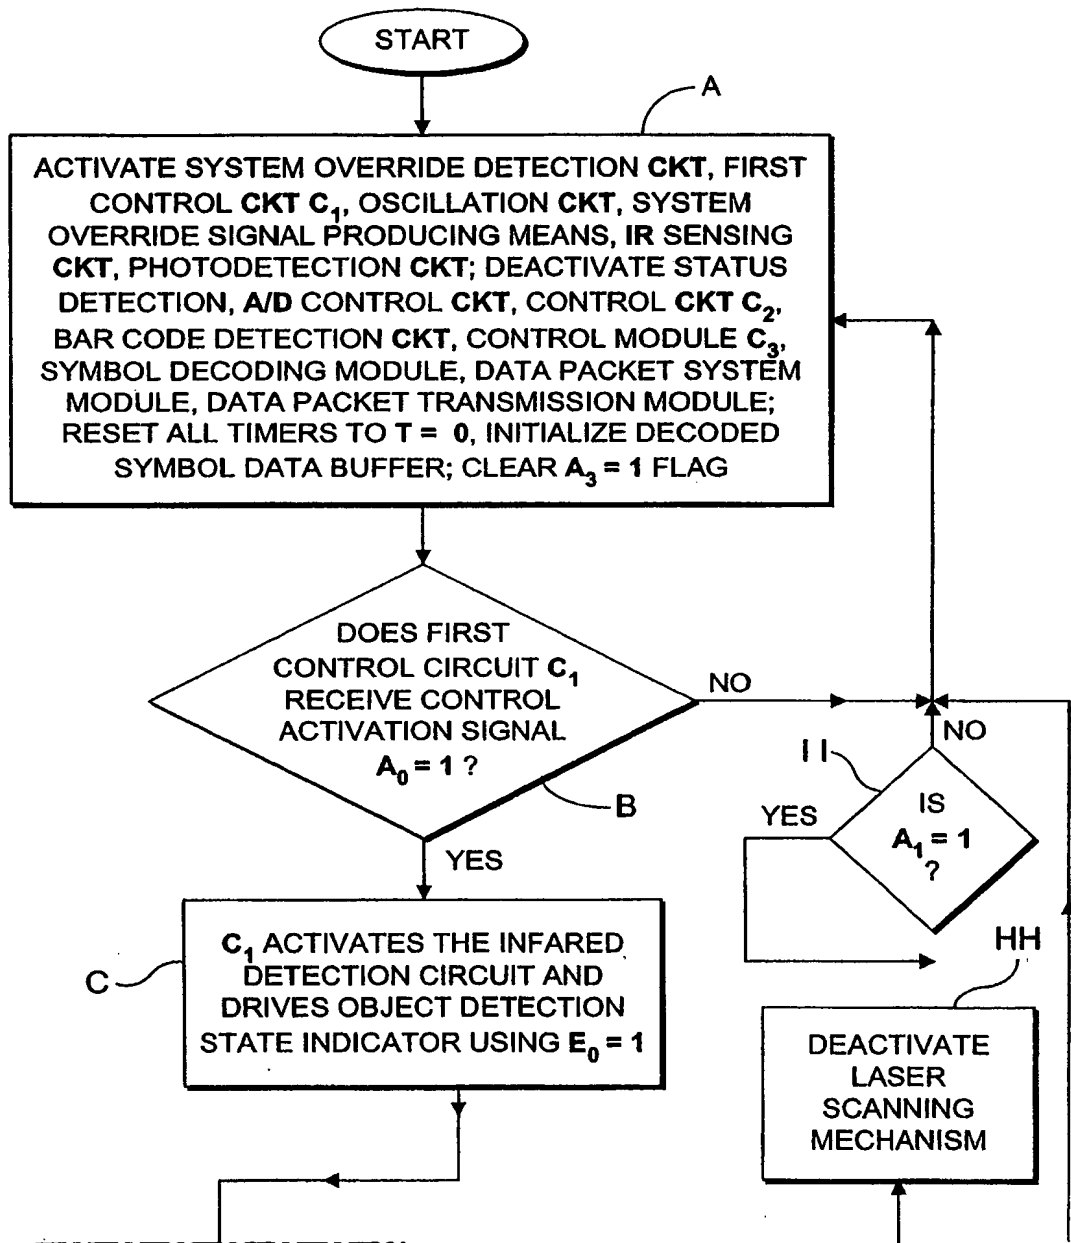 START
A
ACTIVATE SYSTEM OVERRIDE DETECTION CKT, FIRST
CONTROL CKT C₁, OSCILLATION CKT, SYSTEM
OVERRIDE SIGNAL PRODUCING MEANS, IR SENSING
CKT, PHOTODETECTION CKT; DEACTIVATE STATUS
DETECTION, A/D CONTROL CKT, CONTROL CKT C₂,
BAR CODE DETECTION CKT, CONTROL MODULE C₃,
SYMBOL DECODING MODULE, DATA PACKET SYSTEM
MODULE, DATA PACKET TRANSMISSION MODULE;
RESET ALL TIMERS TO T = 0, INITIALIZE DECODED
SYMBOL DATA BUFFER; CLEAR A₃ = 1 FLAG
DOES FIRST
CONTROL CIRCUIT C₁
RECEIVE CONTROL
ACTIVATION SIGNAL
A₀ = 1 ?
NO
B
YES
NO
II
YES
IS
A₁ = 1
?
C₁ ACTIVATES THE INFARED
DETECTION CIRCUIT AND
DRIVES OBJECT DETECTION
STATE INDICATOR USING E₀ = 1
C
HH
DEACTIVATE
LASER
SCANNING
MECHANISM